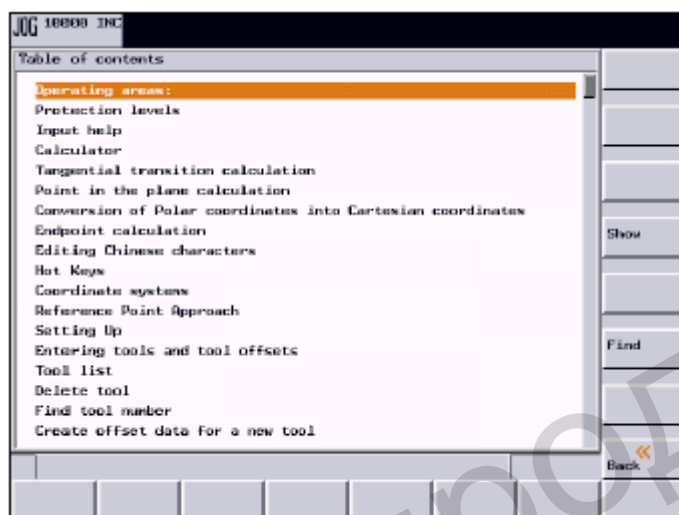 JOG 10000 INC
Table of contents
Operating areas:
Protection levels
Input help
Calculator
Tangential transition calculation
Point in the plane calculation
Conversion of Polar coordinates into Cartesian coordinates
Endpoint calculation
Show
Editing Chinese characters
Hot Keys
Coordinate systems
Reference Point Approach
Setting Up
Entering tools and tool offsets
Find
Tool list
Delete tool
Find tool number
Create offset data for a new tool
Back